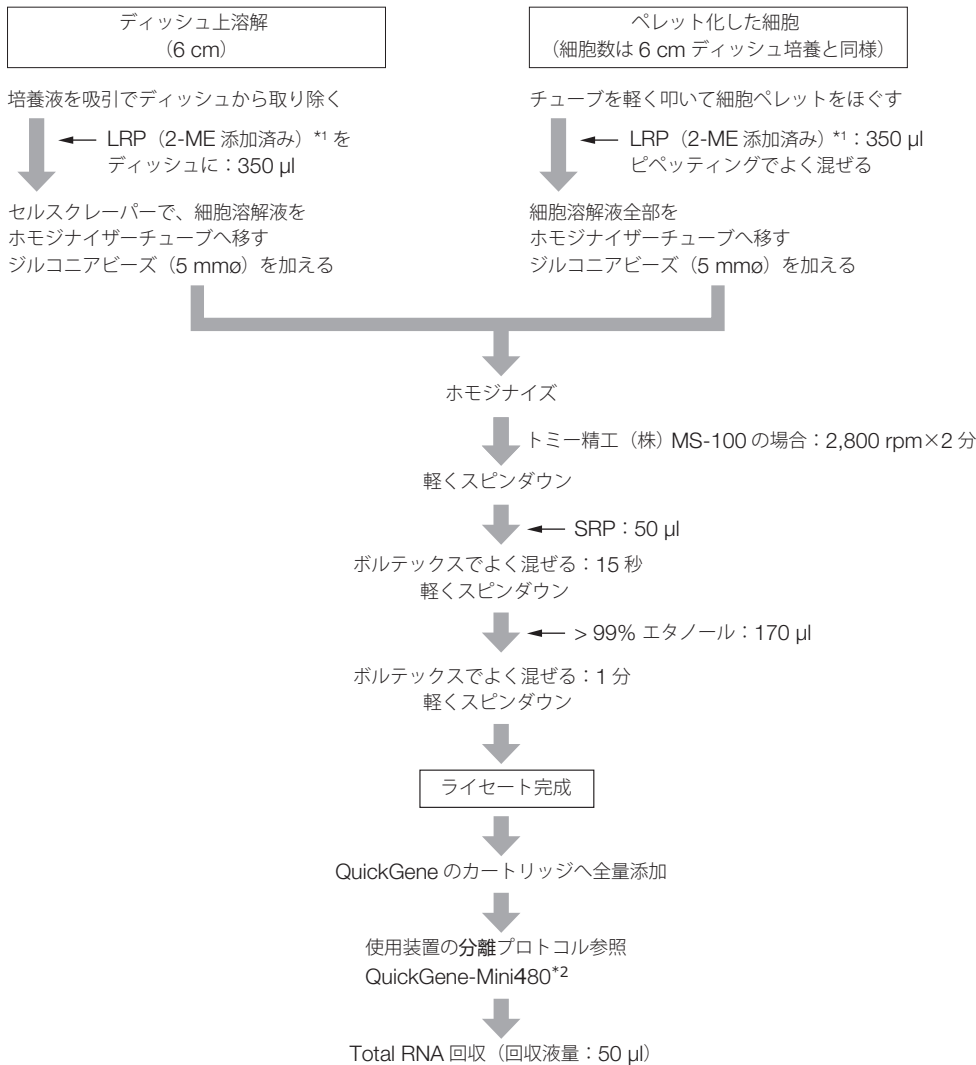 ディッシュ上溶解
(6 cm)
培養液を吸引でディッシュから取り除く
LRP(2-ME 添加済み)*1 を
ディッシュに:350 μl
セルスクレーパーで、細胞溶解液を
ホモジナイザーチューブへ移す
ジルコニアビーズ(5 mmø)を加える
ペレット化した細胞
(細胞数は 6 cm ディッシュ培養と同様)
チューブを軽く叩いて細胞ペレットをほぐす
LRP(2-ME 添加済み)*1:350 μl
ピペッティングでよく混ぜる
細胞溶解液全部を
ホモジナイザーチューブへ移す
ジルコニアビーズ(5 mmø)を加える
ホモジナイズ
トミー精工(株)MS-100 の場合:2,800 rpm×2 分
軽くスピンダウン
SRP:50 μl
ボルテックスでよく混ぜる:15 秒
軽くスピンダウン
> 99% エタノール:170 μl
ボルテックスでよく混ぜる:1 分
軽くスピンダウン
ライセート完成
QuickGene のカートリッジへ全量添加
使用装置の分離プロトコル参照
QuickGene-Mini480*2
Total RNA 回収(回収液量:50 μl)